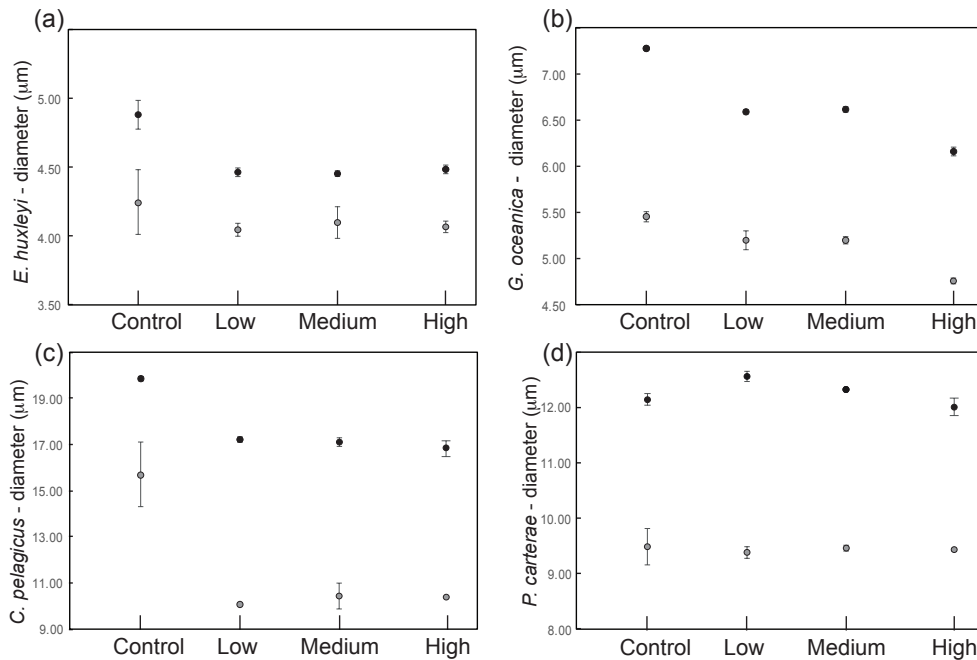 (a)
E. huxleyi - diameter (μm)
5.00
4.50
4.00
3.50
Control Low Medium High
(b)
G. oceanica - diameter (μm)
7.00
6.50
6.00
5.50
5.00
4.50
Control Low Medium High
(c)
C. pelagicus - diameter (μm)
19.00
17.00
15.00
13.00
11.00
9.00
Control Low Medium High
(d)
P. carterae - diameter (μm)
12.00
11.00
10.00
9.00
8.00
Control Low Medium High